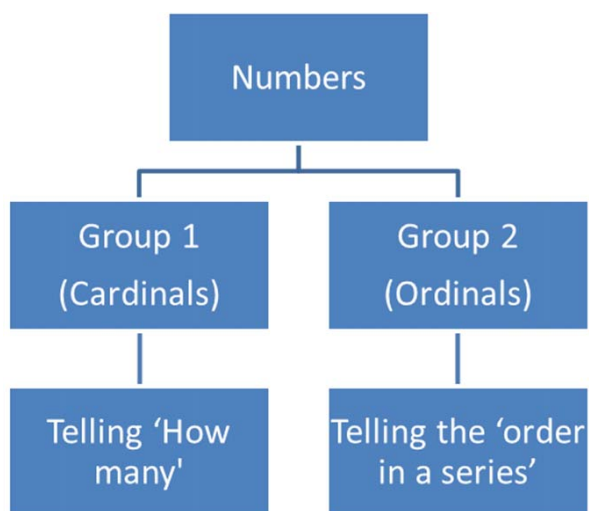 Numbers
Group 1
(Cardinals)
Group 2
(Ordinals)
Telling ‘How
many'
Telling the ‘order
in a series’